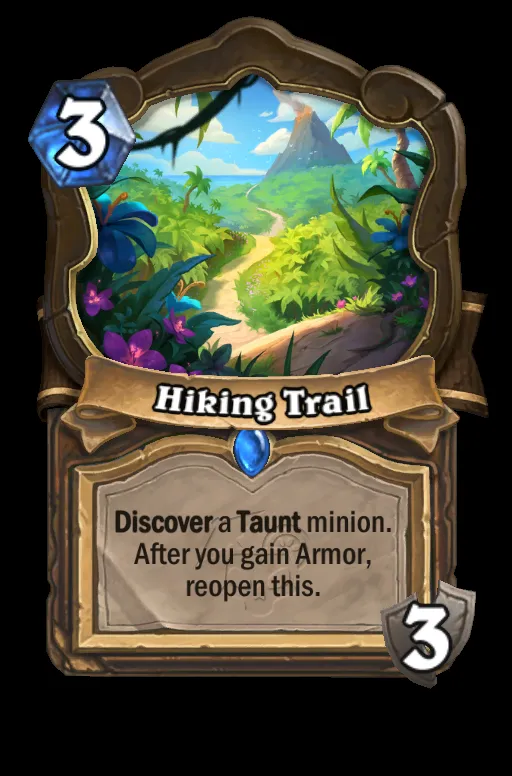 3
Hiking Trail
Discover a Taunt minion.
After you gain Armor,
reopen this.
3